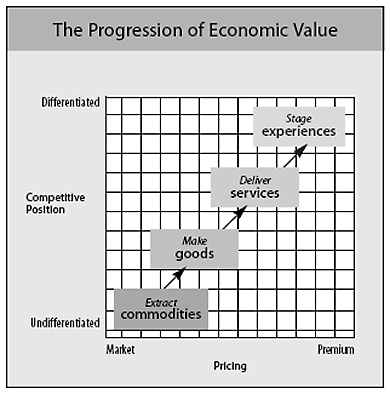 The Progression of Economic Value
Differentiated
Stage
experiences
Deliver
services
Competitive
Position
Make
goods
Extract
commodities
Undifferentiated
Market
Premium
Pricing